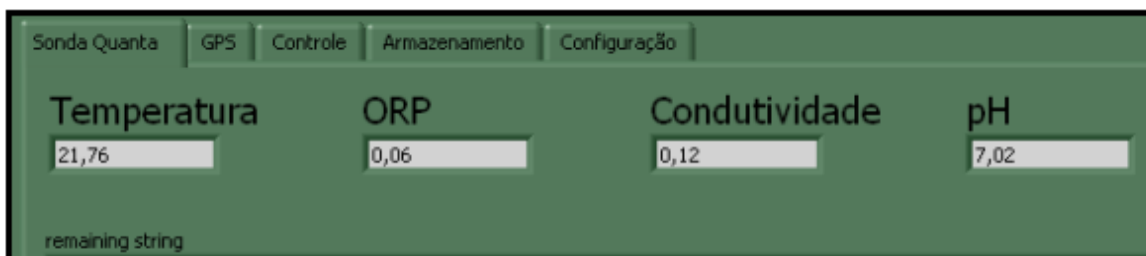 Sonda Quanta GPS Controle Armazenamento Configuração
Temperatura ORP Condutividade pH
21,76 0,06 0,12 7,02
remaining string